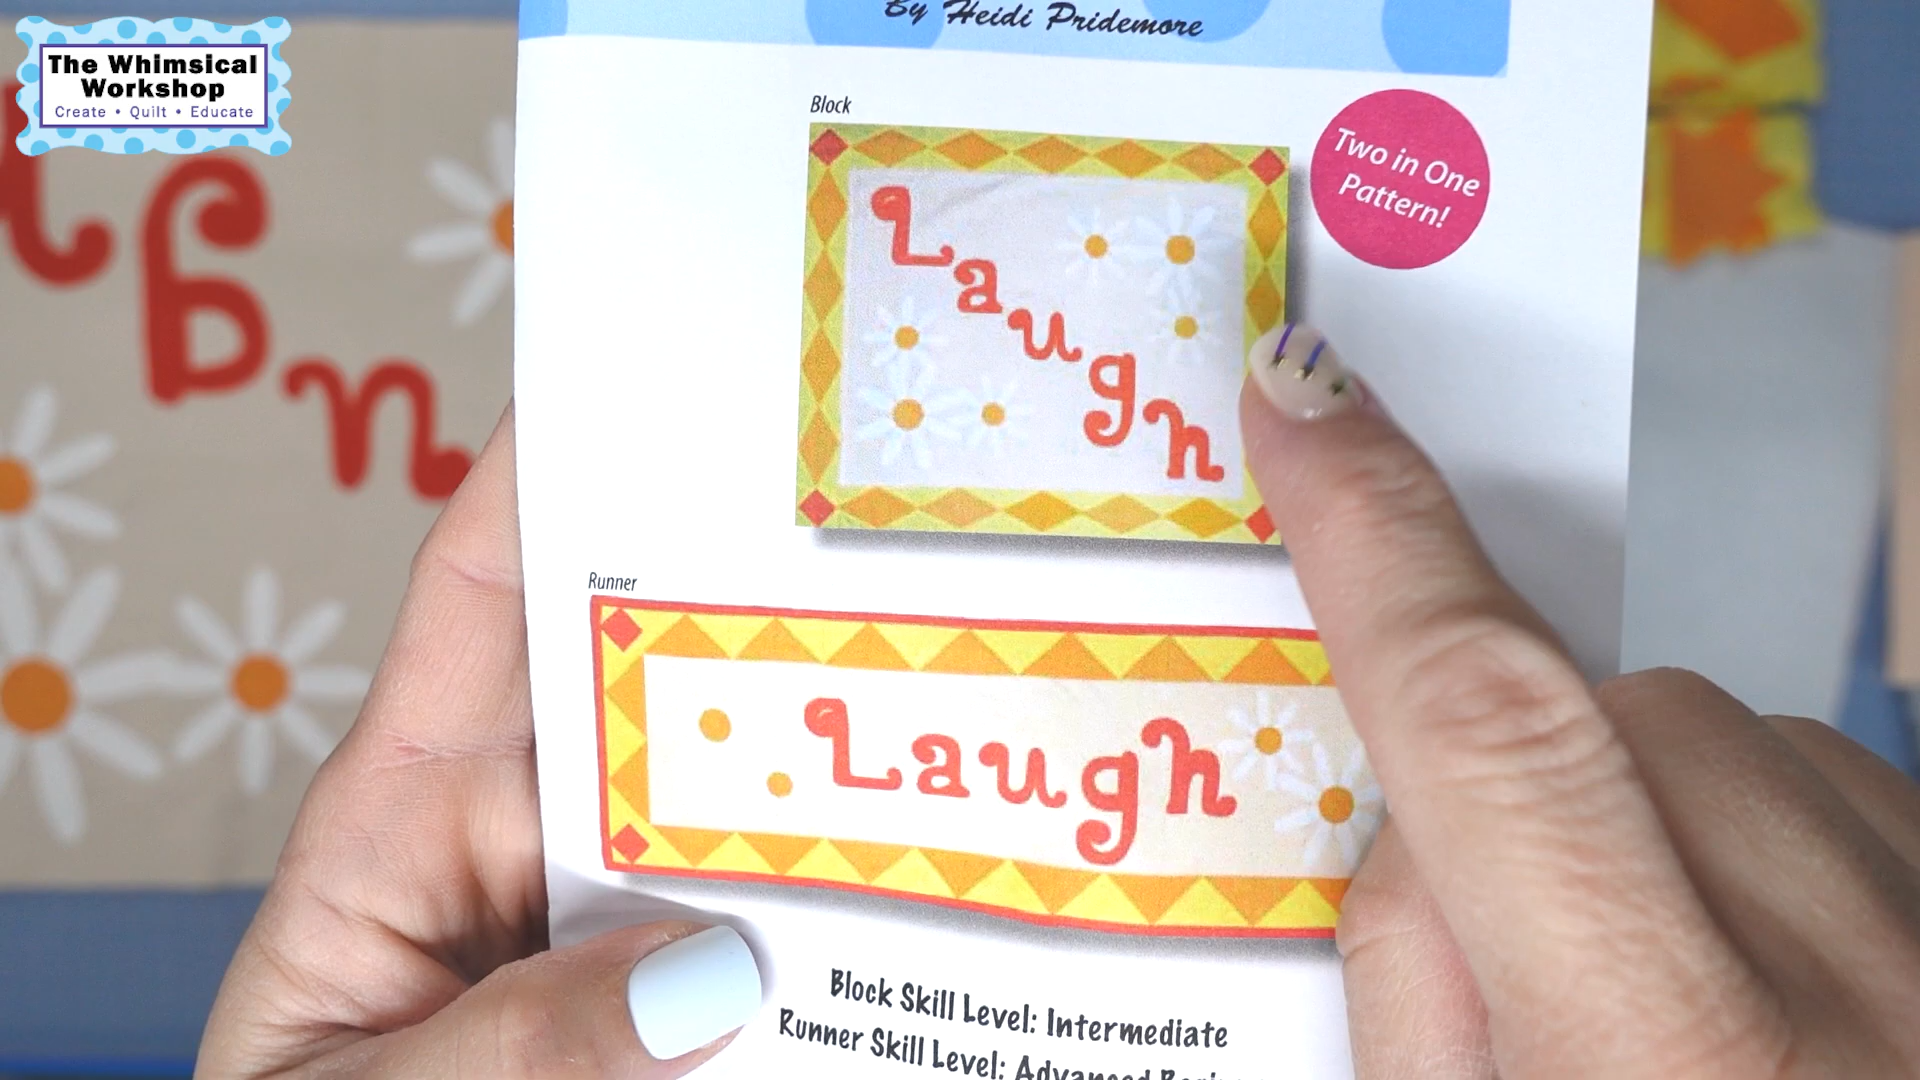 The Whimsical
Workshop
Create • Quilt • Educate
By Heidi Pridemore
Block
Two in One
Pattern!
Laugh
Runner
Laugh
Block Skill Level: Intermediate
Runner Skill Level: Advanced